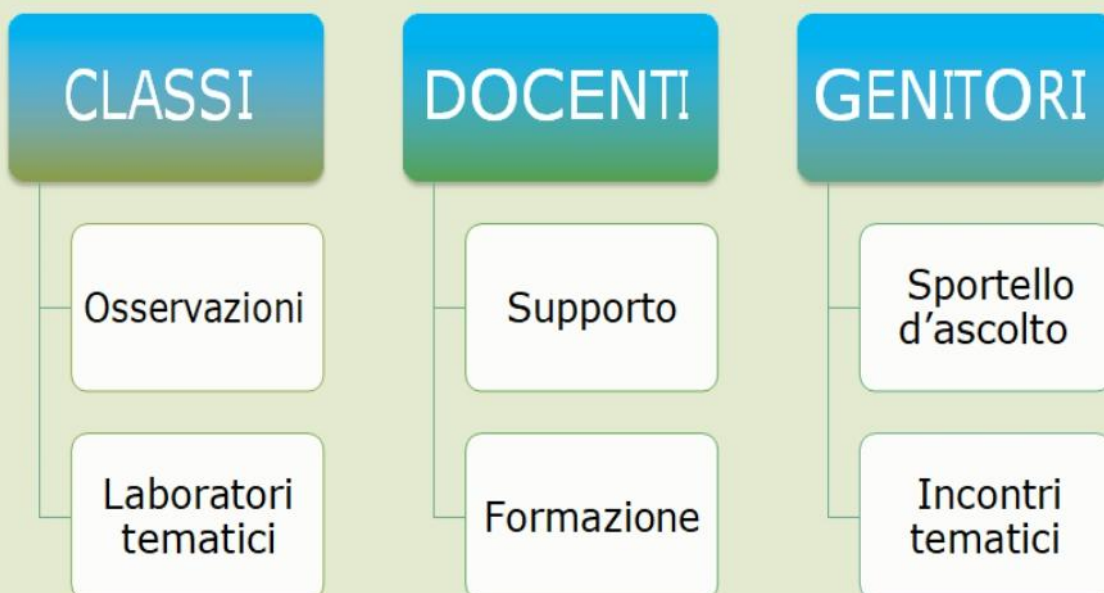 CLASSI
Osservazioni
Laboratori
tematici
DOCENTI
Supporto
Formazione
GENITORI
Sportello
d’ascolto
Incontri
tematici